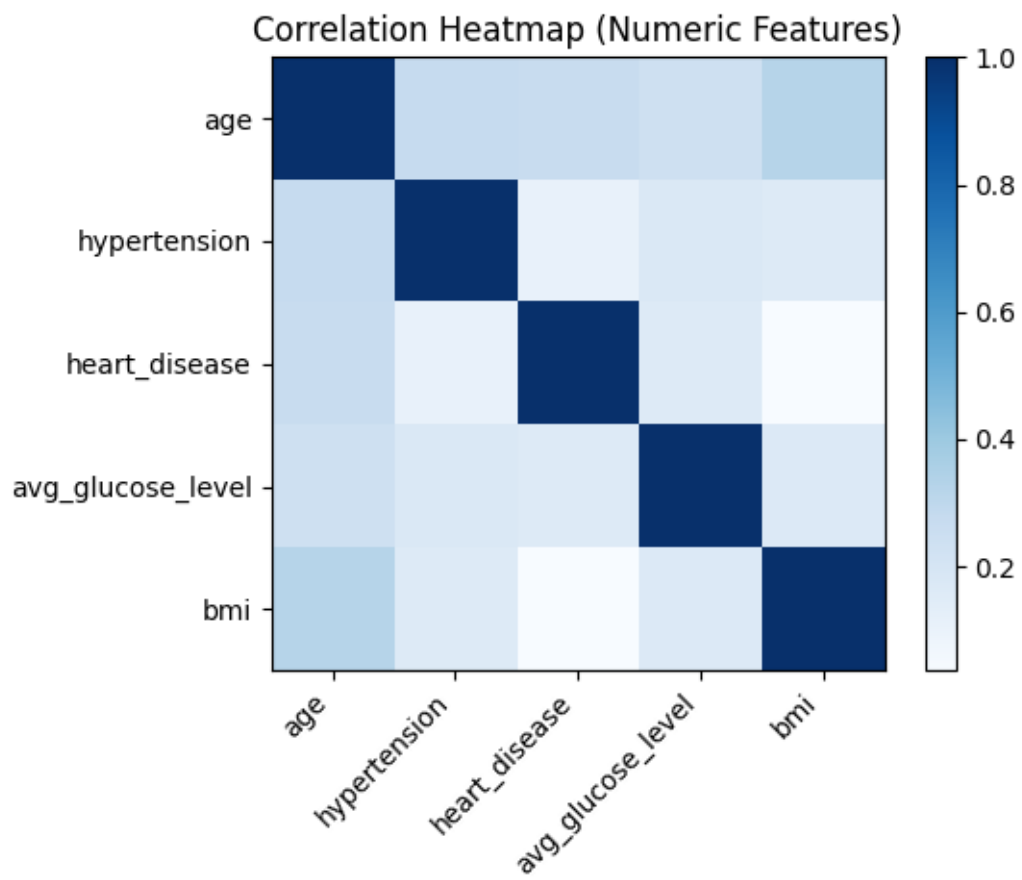 Correlation Heatmap (Numeric Features)
age
hypertension
heart_disease
avg_glucose_level
bmi
age
hypertension
heart_disease
avg_glucose_level
bmi
1.0
0.8
0.6
0.4
0.2